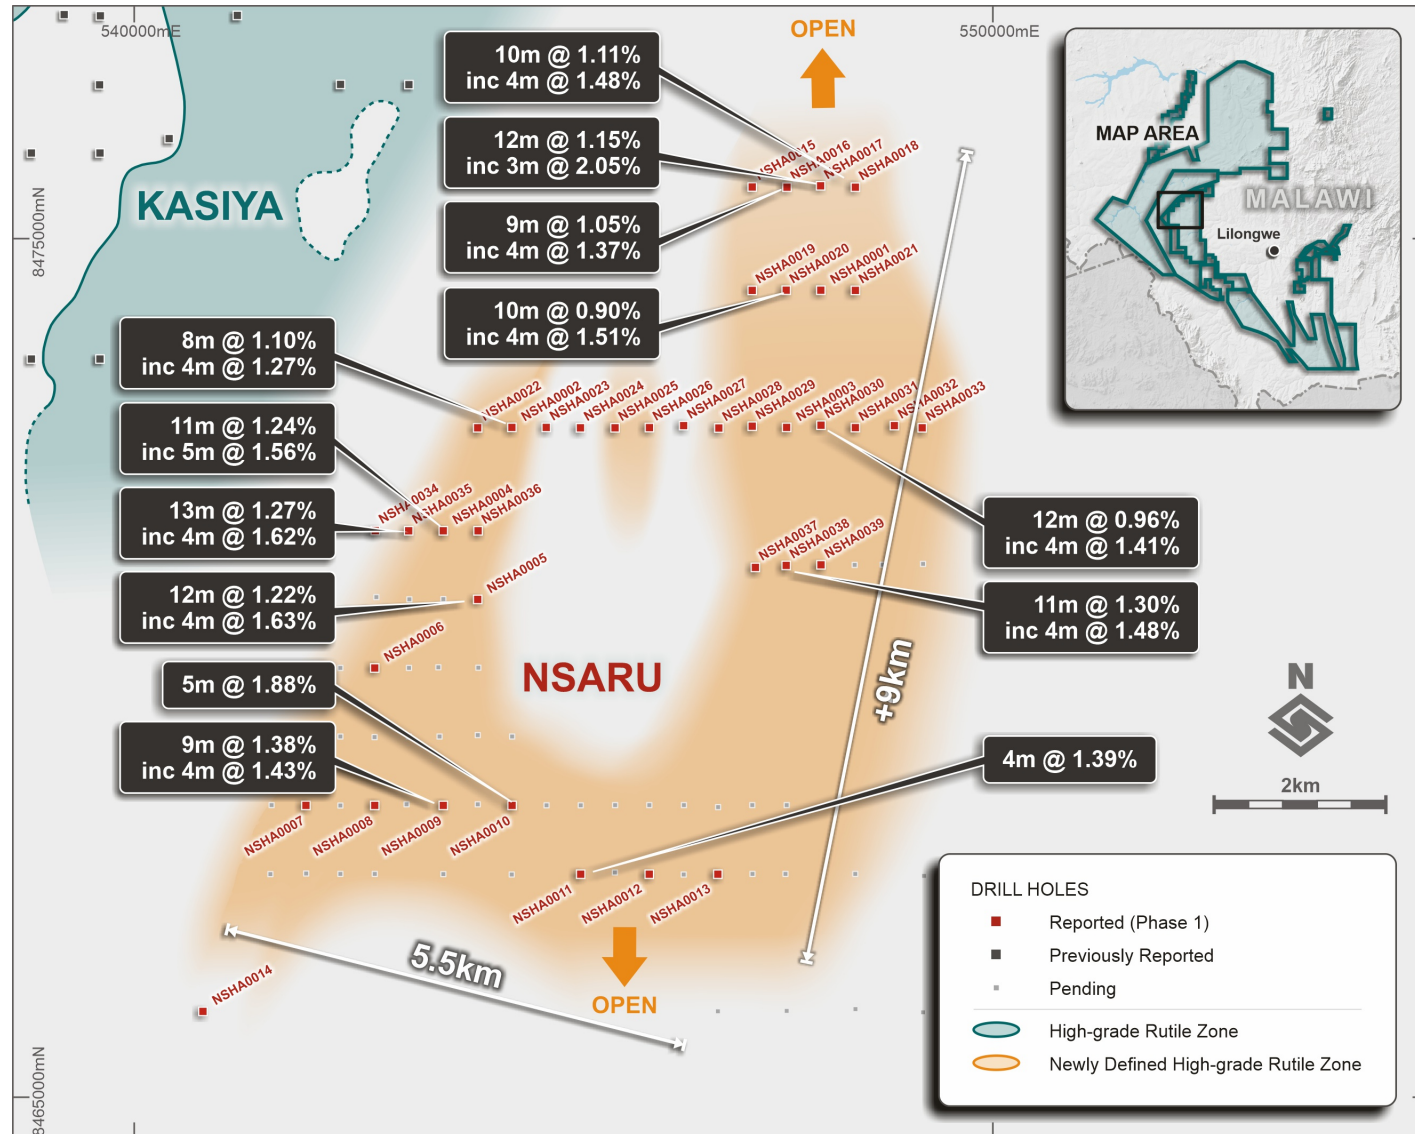 540000mE
550000mE
8475000mN
8465000mN
OPEN
10m @ 1.11%
inc 4m @ 1.48%
12m @ 1.15%
inc 3m @ 2.05%
9m @ 1.05%
inc 4m @ 1.37%
10m @ 0.90%
inc 4m @ 1.51%
KASIYA
NSHA0015
NSHA0016
NSHA0017
NSHA0018
NSHA0019
NSHA0020
NSHA0001
NSHA0021
8m @ 1.10%
inc 4m @ 1.27%
11m @ 1.24%
inc 5m @ 1.56%
13m @ 1.27%
inc 4m @ 1.62%
12m @ 1.22%
inc 4m @ 1.63%
5m @ 1.88%
9m @ 1.38%
inc 4m @ 1.43%
NSHA0022
NSHA0002
NSHA0023
NSHA0024
NSHA0025
NSHA0026
NSHA0027
NSHA0028
NSHA0029
NSHA0003
NSHA0030
NSHA0031
NSHA0032
NSHA0033
NSHA0034
NSHA0035
NSHA0004
NSHA0036
NSHA0037
NSHA0038
NSHA0039
NSHA0005
NSHA0006
NSARU
12m @ 0.96%
inc 4m @ 1.41%
11m @ 1.30%
inc 4m @ 1.48%
+9km
4m @ 1.39%
NSHA0007
NSHA0008
NSHA0009
NSHA0010
NSHA0011
NSHA0012
NSHA0013
NSHA0014
5.5km
OPEN
MAP AREA
MALAWI
Lilongwe
N
2km
DRILL HOLES
Reported (Phase 1)
Previously Reported
Pending
High-grade Rutile Zone
Newly Defined High-grade Rutile Zone